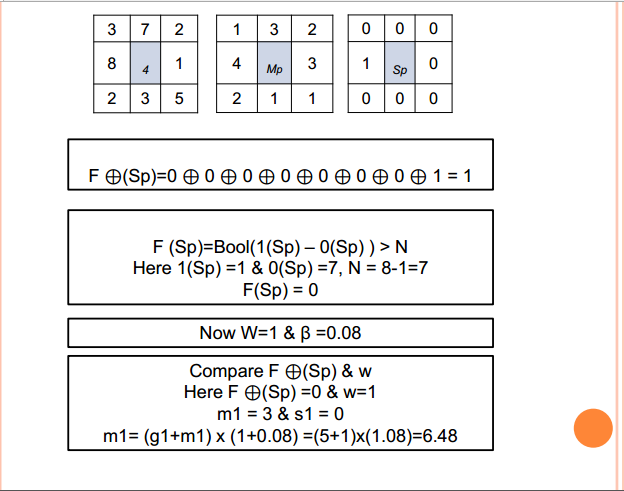 3 7 2 1 3 2 0 0 0
8 4 1 4 Mp 3 1 Sp 0
2 3 5 2 1 1 0 0 0
F ⊕(Sp)=0 ⊕ 0 ⊕ 0 ⊕ 0 ⊕ 0 ⊕ 0 ⊕ 0 ⊕ 1 = 1
F (Sp)=Bool(1(Sp) – 0(Sp) ) > N
Here 1(Sp) =1 & 0(Sp) =7, N = 8-1=7
F(Sp) = 0
Now W=1 & β =0.08
Compare F ⊕(Sp) & w
Here F ⊕(Sp) =0 & w=1
m1 = 3 & s1 = 0
m1= (g1+m1) x (1+0.08) =(5+1)x(1.08)=6.48